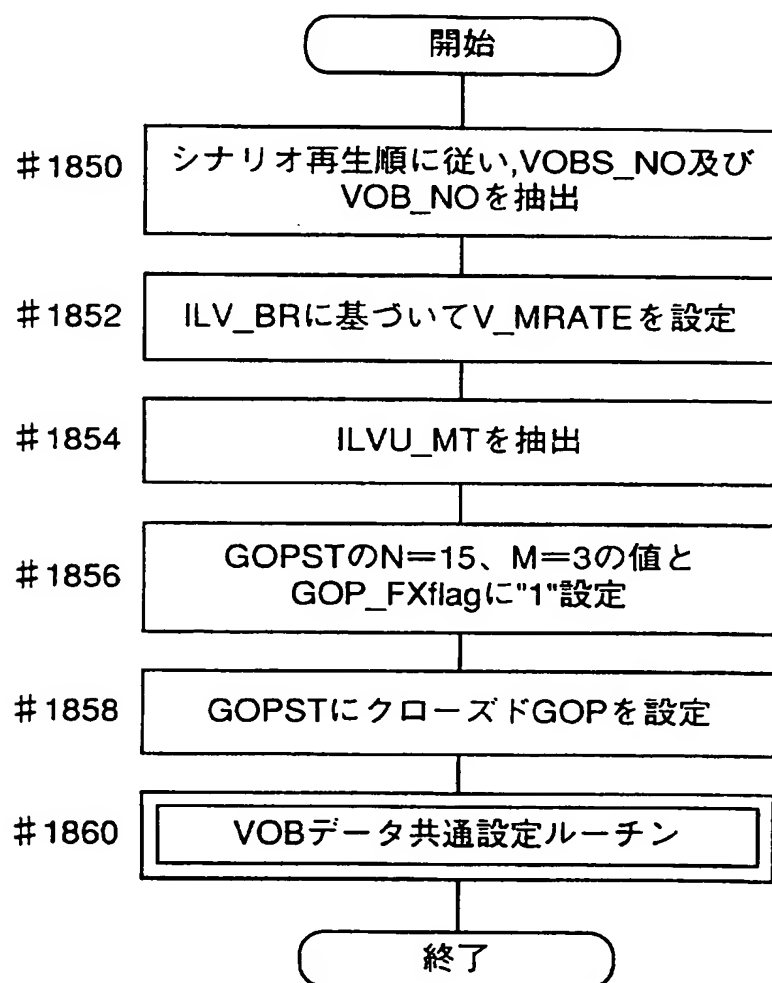 開始
#1850
シナリオ再生順に従い,VOBS_NO及び
VOB_NOを抽出
#1852
ILV_BRに基づいてV_MRATEを設定
#1854
ILVU_MTを抽出
#1856
GOPSTのN=15、M=3の値と
GOP_FXflagに"1"設定
#1858
GOPSTにクローズドGOPを設定
#1860
VOBデータ共通設定ルーチン
終了